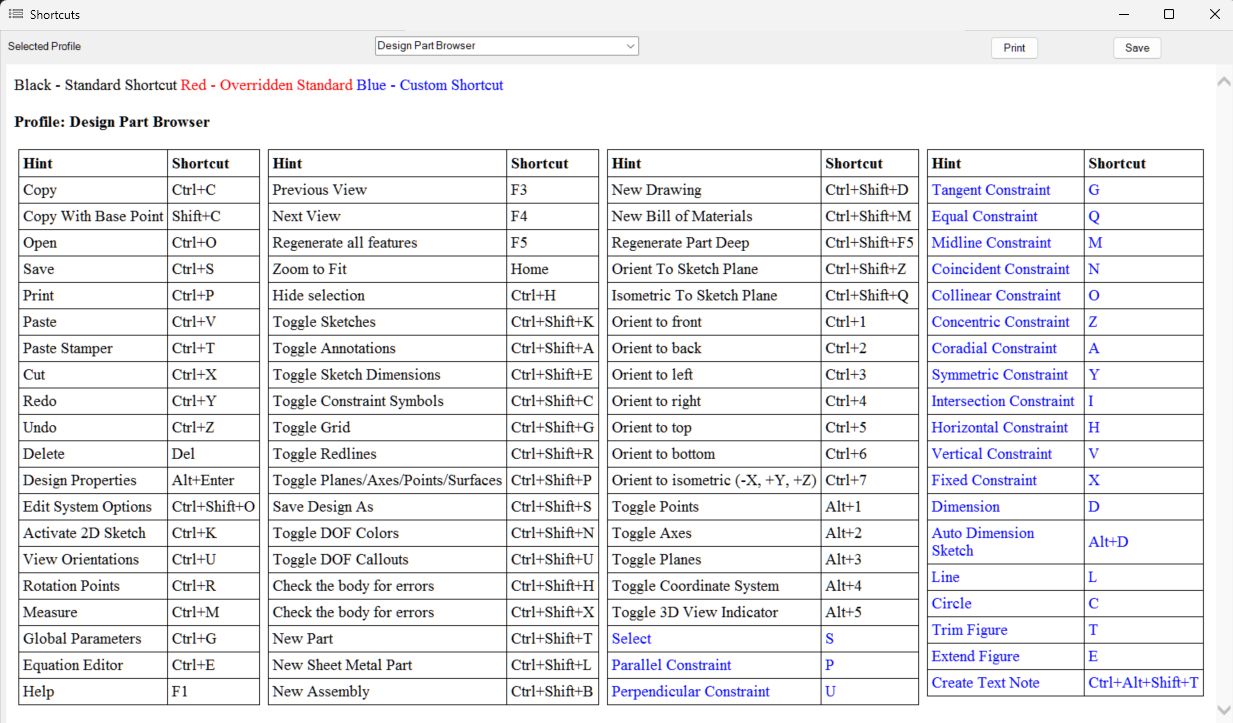 Shortcuts
Selected Profile
Design Part Browser
Print
Save
Black - Standard Shortcut Red - Overridden Standard Blue - Custom Shortcut
Profile: Design Part Browser
Hint Shortcut
Copy Ctrl+C
Copy With Base Point Shift+C
Open Ctrl+O
Save Ctrl+S
Print Ctrl+P
Paste Ctrl+V
Paste Stamper Ctrl+T
Cut Ctrl+X
Redo Ctrl+Y
Undo Ctrl+Z
Delete Del
Design Properties Alt+Enter
Edit System Options Ctrl+Shift+O
Activate 2D Sketch Ctrl+K
View Orientations Ctrl+U
Rotation Points Ctrl+R
Measure Ctrl+M
Global Parameters Ctrl+G
Equation Editor Ctrl+E
Help F1
Hint Shortcut
Previous View F3
Next View F4
Regenerate all features F5
Zoom to Fit Home
Hide selection Ctrl+H
Toggle Sketches Ctrl+Shift+K
Toggle Annotations Ctrl+Shift+A
Toggle Sketch Dimensions Ctrl+Shift+E
Toggle Constraint Symbols Ctrl+Shift+C
Toggle Grid Ctrl+Shift+G
Toggle Redlines Ctrl+Shift+R
Toggle Planes/Axes/Points/Surfaces Ctrl+Shift+P
Save Design As Ctrl+Shift+S
Toggle DOF Colors Ctrl+Shift+N
Toggle DOF Callouts Ctrl+Shift+U
Check the body for errors Ctrl+Shift+H
Check the body for errors Ctrl+Shift+X
New Part Ctrl+Shift+T
New Sheet Metal Part Ctrl+Shift+L
New Assembly Ctrl+Shift+B
Hint Shortcut
New Drawing Ctrl+Shift+D
New Bill of Materials Ctrl+Shift+M
Regenerate Part Deep Ctrl+Shift+F5
Orient To Sketch Plane Ctrl+Shift+Z
Isometric To Sketch Plane Ctrl+Shift+Q
Orient to front Ctrl+1
Orient to back Ctrl+2
Orient to left Ctrl+3
Orient to right Ctrl+4
Orient to top Ctrl+5
Orient to bottom Ctrl+6
Orient to isometric (-X, +Y, +Z) Ctrl+7
Toggle Points Alt+1
Toggle Axes Alt+2
Toggle Planes Alt+3
Toggle Coordinate System Alt+4
Toggle 3D View Indicator Alt+5
Select S
Parallel Constraint P
Perpendicular Constraint U
Hint Shortcut
Tangent Constraint G
Equal Constraint Q
Midline Constraint M
Coincident Constraint N
Collinear Constraint O
Concentric Constraint Z
Coradial Constraint A
Symmetric Constraint Y
Intersection Constraint I
Horizontal Constraint H
Vertical Constraint V
Fixed Constraint X
Dimension D
Auto Dimension
Sketch Alt+D
Line L
Circle C
Trim Figure T
Extend Figure E
Create Text Note Ctrl+Alt+Shift+T